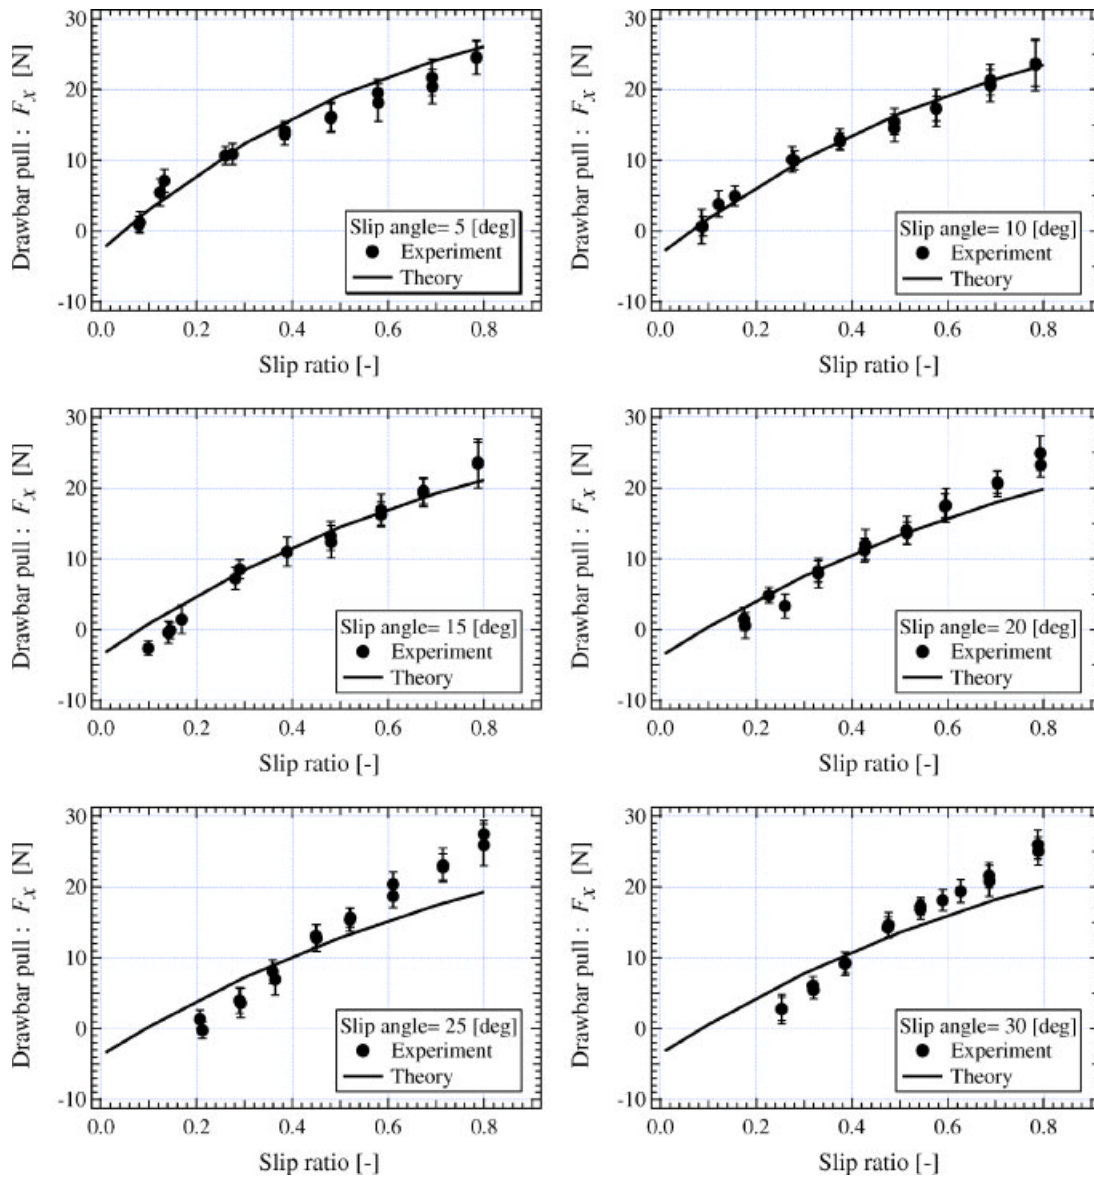 30
20
10
0
-10
Drawbar pull : Fx [N]
Slip angle= 5 [deg]
Experiment
Theory
0.0 0.2 0.4 0.6 0.8
Slip ratio [-]
30
20
10
0
-10
Drawbar pull : Fx [N]
Slip angle= 10 [deg]
Experiment
Theory
0.0 0.2 0.4 0.6 0.8
Slip ratio [-]
30
20
10
0
-10
Drawbar pull : Fx [N]
Slip angle= 15 [deg]
Experiment
Theory
0.0 0.2 0.4 0.6 0.8
Slip ratio [-]
30
20
10
0
-10
Drawbar pull : Fx [N]
Slip angle= 20 [deg]
Experiment
Theory
0.0 0.2 0.4 0.6 0.8
Slip ratio [-]
30
20
10
0
-10
Drawbar pull : Fx [N]
Slip angle= 25 [deg]
Experiment
Theory
0.0 0.2 0.4 0.6 0.8
Slip ratio [-]
30
20
10
0
-10
Drawbar pull : Fx [N]
Slip angle= 30 [deg]
Experiment
Theory
0.0 0.2 0.4 0.6 0.8
Slip ratio [-]